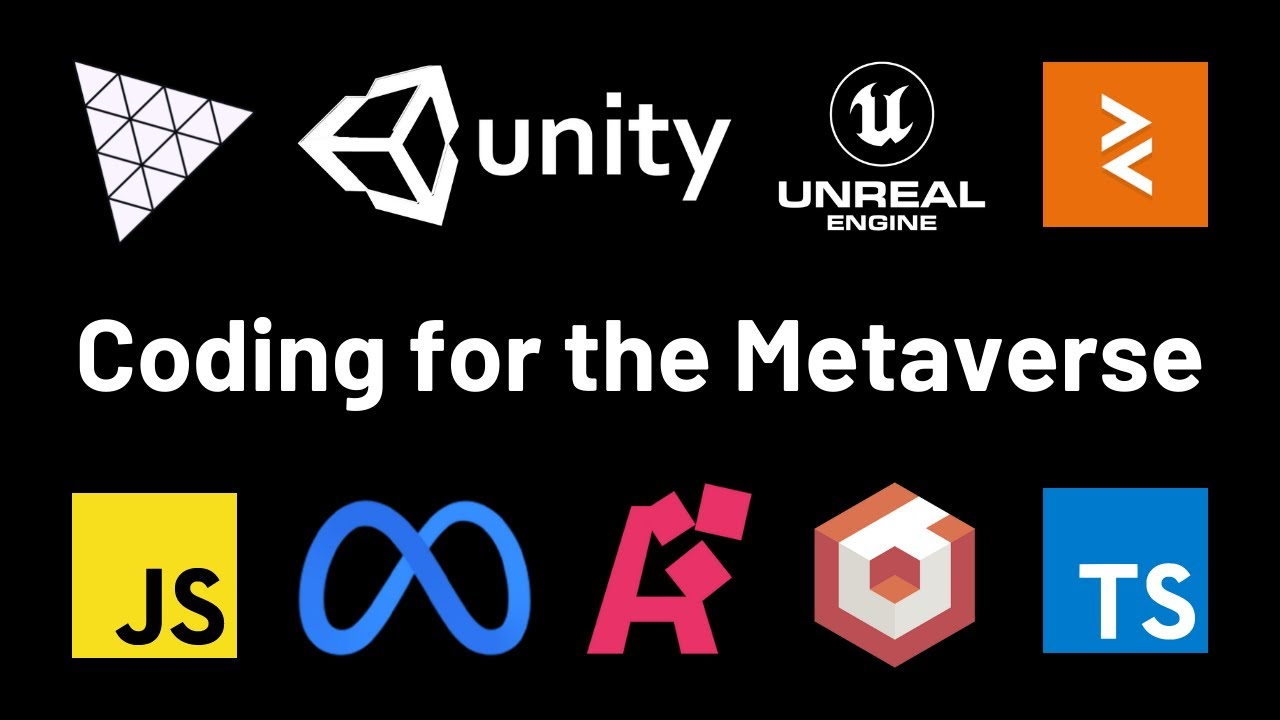 unity
UNREAL
ENGINE
Coding for the Metaverse
JS
TS